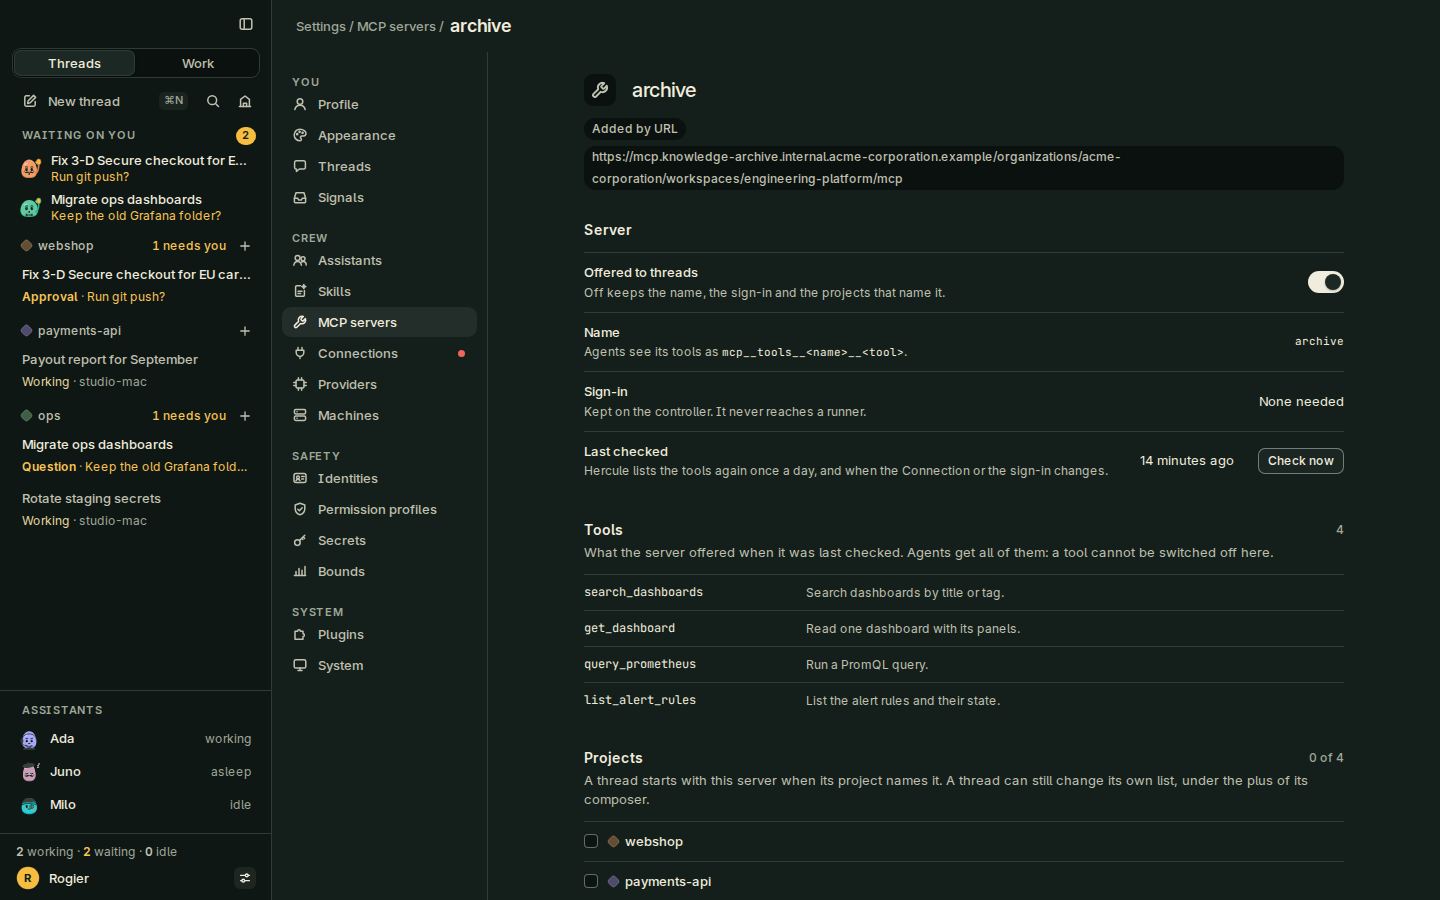 Threads
Work
New thread
⌘N
WAITING ON YOU
2
Fix 3-D Secure checkout for E...
Run git push?
Migrate ops dashboards
Keep the old Grafana folder?
webshop
1 needs you
Fix 3-D Secure checkout for EU car...
Approval · Run git push?
payments-api
Payout report for September
Working · studio-mac
ops
1 needs you
Migrate ops dashboards
Question · Keep the old Grafana fold...
Rotate staging secrets
Working · studio-mac
ASSISTANTS
Ada
working
Juno
asleep
Milo
idle
2 working · 2 waiting · 0 idle
R
Rogier
Settings / MCP servers / archive
YOU
Profile
Appearance
Threads
Signals
CREW
Assistants
Skills
MCP servers
Connections
Providers
Machines
SAFETY
Identities
Permission profiles
Secrets
Bounds
SYSTEM
Plugins
System
archive
Added by URL
https://mcp.knowledge-archive.internal.acme-corporation.example/organizations/acme-
corporation/workspaces/engineering-platform/mcp
Server
Offered to threads
Off keeps the name, the sign-in and the projects that name it.
Name
Agents see its tools as mcp__tools__<name>__<tool>.
archive
Sign-in
Kept on the controller. It never reaches a runner.
None needed
Last checked
Hercule lists the tools again once a day, and when the Connection or the sign-in changes.
14 minutes ago
Check now
Tools
4
What the server offered when it was last checked. Agents get all of them: a tool cannot be switched off here.
search_dashboards
Search dashboards by title or tag.
get_dashboard
Read one dashboard with its panels.
query_prometheus
Run a PromQL query.
list_alert_rules
List the alert rules and their state.
Projects
0 of 4
A thread starts with this server when its project names it. A thread can still change its own list, under the plus of its
composer.
webshop
payments-api